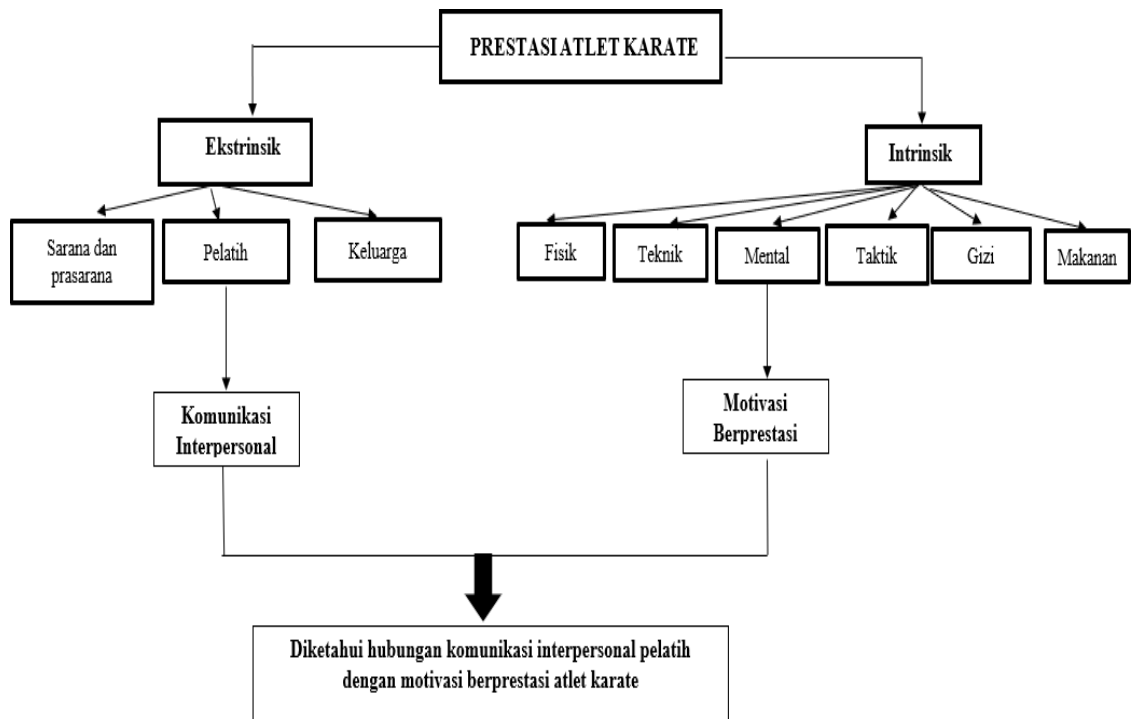 PRESTASI ATLET KARATE
Ekstrinsik
Intrinsik
Sarana dan
prasarana
Pelatih
Keluarga
Fisik
Teknik
Mental
Taktik
Gizi
Makanan
Komunikasi
Interpersonal
Motivasi
Berprestasi
Diketahui hubungan komunikasi interpersonal pelatih
dengan motivasi berprestasi atlet karate